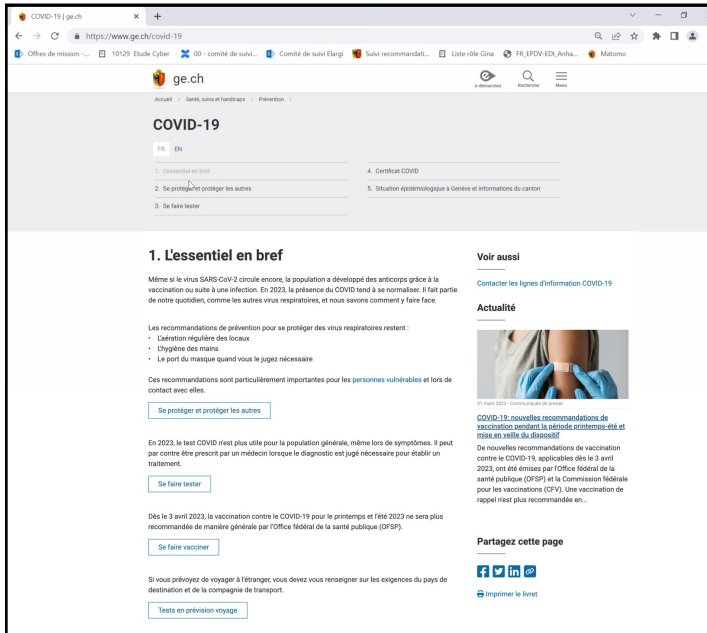 COVID-19 | ge.ch
https://www.ge.ch/covid-19
Offres de mission -...
10129 Etude Cyber
00 - comité de suivi...
Comité de suivi Elargi
Suivi recommandati...
Liste rôle Gina
FR_EPDV-EDI_Anha...
Matomo
ge.ch
e-démarches
Recherche
Menu
Accueil > Santé, soins et handicaps > Prévention >
COVID-19
FR EN
1. L'essentiel en bref
2. Se protéger et protéger les autres
3. Se faire tester
4. Certificat COVID
5. Situation épidémiologique à Genève et informations du canton
1. L'essentiel en bref
Même si le virus SARS-CoV-2 circule encore, la population a développé des anticorps grâce à la
vaccination ou suite à une infection. En 2023, la présence du COVID tend à se normaliser. Il fait partie
de notre quotidien, comme les autres virus respiratoires, et nous savons comment y faire face.
Les recommandations de prévention pour se protéger des virus respiratoires restent :
• L'aération régulière des locaux
• L'hygiène des mains
• Le port du masque quand vous le jugez nécessaire
Ces recommandations sont particulièrement importantes pour les personnes vulnérables et lors de
contact avec elles.
Se protéger et protéger les autres
En 2023, le test COVID n'est plus utile pour la population générale, même lors de symptômes. Il peut
par contre être prescrit par un médecin lorsque le diagnostic est jugé nécessaire pour établir un
traitement.
Se faire tester
Dès le 3 avril 2023, la vaccination contre le COVID-19 pour le printemps et l'été 2023 ne sera plus
recommandée de manière générale par l'Office fédéral de la santé publique (OFSP).
Se faire vacciner
Si vous prévoyez de voyager à l'étranger, vous devez vous renseigner sur les exigences du pays de
destination et de la compagnie de transport.
Tests en prévision voyage
Voir aussi
Contacter les lignes d'information COVID-19
Actualité
31 mars 2023 - Communiqués de presse
COVID-19: nouvelles recommandations de
vaccination pendant la période printemps-été et
mise en veille du dispositif
De nouvelles recommandations de vaccination
contre le COVID-19, applicables dès le 3 avril
2023, ont été émises par l'Office fédéral de la
santé publique (OFSP) et la Commission fédérale
pour les vaccinations (CFV). Une vaccination de
rappel n'est plus recommandée en...
Partagez cette page
Imprimer le livret